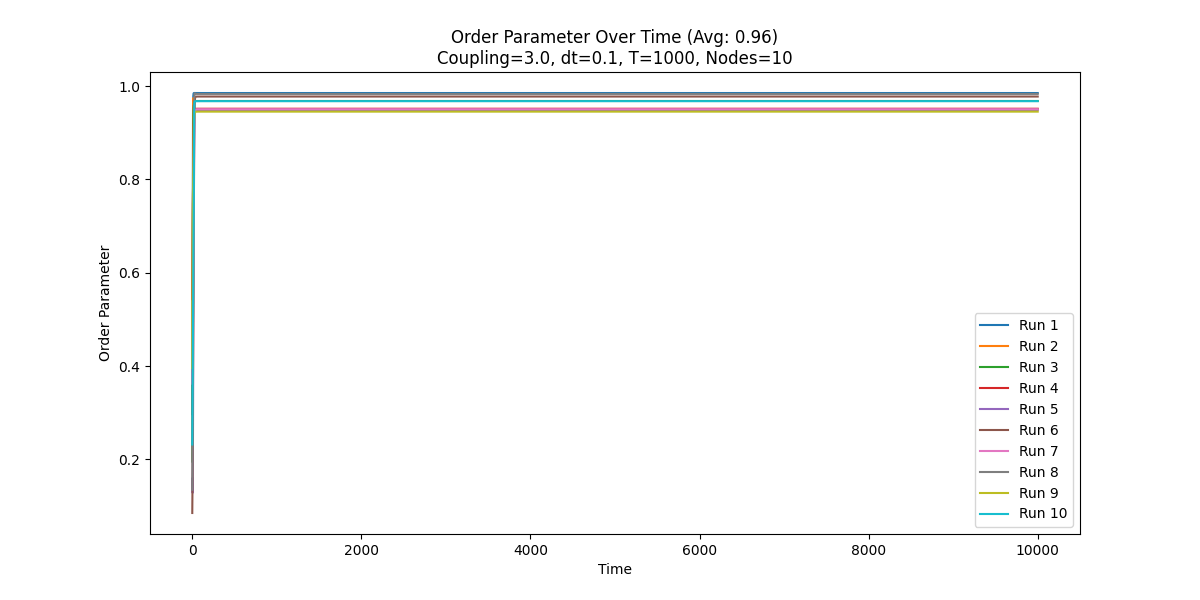 Order Parameter Over Time (Avg: 0.96)
Coupling=3.0, dt=0.1, T=1000, Nodes=10
Order Parameter
1.0
0.8
0.6
0.4
0.2
0
2000
4000
6000
8000
10000
Time
Run 1
Run 2
Run 3
Run 4
Run 5
Run 6
Run 7
Run 8
Run 9
Run 10